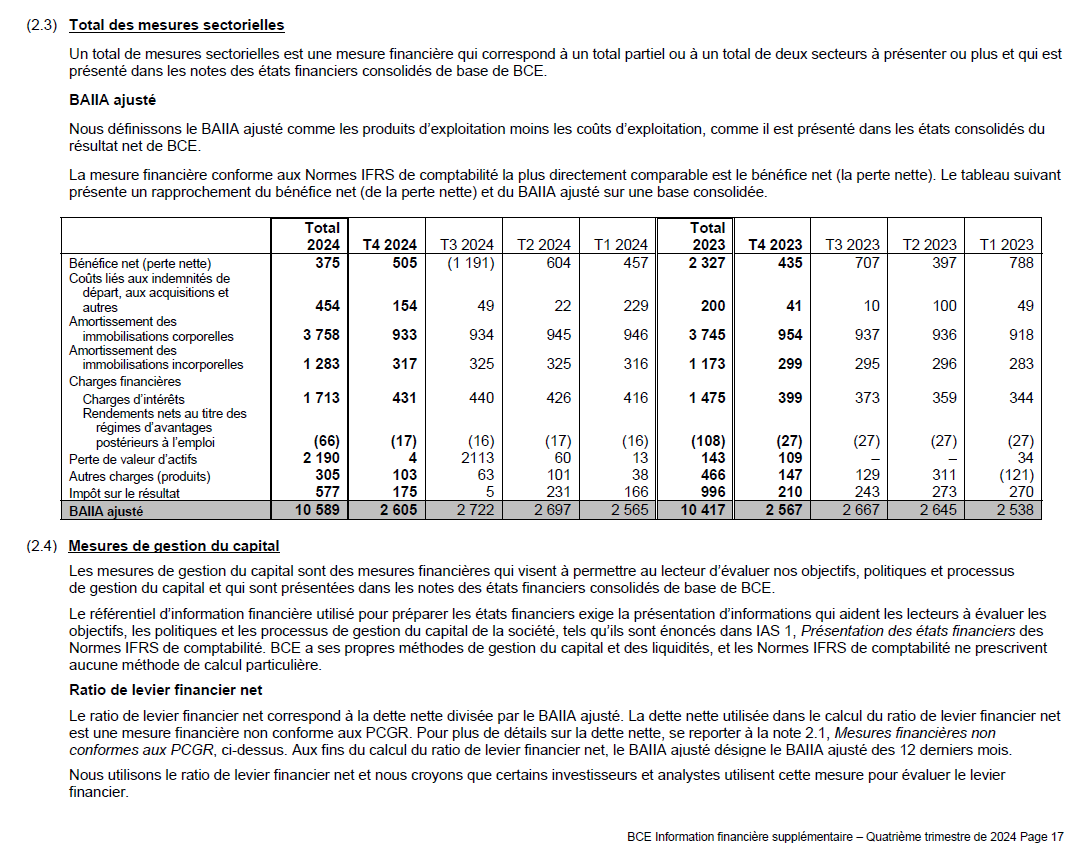 (2.3) Total des mesures sectorielles
Un total de mesures sectorielles est une mesure financière qui correspond à un total partiel ou à un total de deux secteurs à présenter ou plus et qui est
présenté dans les notes des états financiers consolidés de base de BCE.
BAIIA ajusté
Nous définissons le BAIIA ajusté comme les produits d'exploitation moins les coûts d'exploitation, comme il est présenté dans les états consolidés du
résultat net de BCE.
La mesure financière conforme aux Normes IFRS de comptabilité la plus directement comparable est le bénéfice net (la perte nette). Le tableau suivant
présente un rapprochement du bénéfice net (de la perte nette) et du BAIIA ajusté sur une base consolidée.
Total Total
2024 T4 2024 T3 2024 T2 2024 T1 2024 2023 T4 2023 T3 2023 T2 2023 T1 2023
Bénéfice net (perte nette) 375 505 (1 191) 604 457 2 327 435 707 397 788
Coûts liés aux indemnités de
départ, aux acquisitions et
autres 454 154 49 22 229 200 41 10 100 49
Amortissement des
immobilisations corporelles 3 758 933 934 945 946 3 745 954 937 936 918
Amortissement des
immobilisations incorporelles 1 283 317 325 325 316 1 173 299 295 296 283
Charges financières
Charges d'intérêts 1 713 431 440 426 416 1 475 399 373 359 344
Rendements nets au titre des
régimes d'avantages
postérieurs à l'emploi (66) (17) (16) (17) (16) (108) (27) (27) (27) (27)
Perte de valeur d'actifs 2 190 4 2113 60 13 143 109 – – 34
Autres charges (produits) 305 103 63 101 38 466 147 129 311 (121)
Impôt sur le résultat 577 175 5 231 166 996 210 243 273 270
BAIIA ajusté 10 589 2 605 2 722 2 697 2 565 10 417 2 567 2 667 2 645 2 538
(2.4) Mesures de gestion du capital
Les mesures de gestion du capital sont des mesures financières qui visent à permettre au lecteur d'évaluer nos objectifs, politiques et processus
de gestion du capital et qui sont présentées dans les notes des états financiers consolidés de base de BCE.
Le référentiel d'information financière utilisé pour préparer les états financiers exige la présentation d'informations qui aident les lecteurs à évaluer les
objectifs, les politiques et les processus de gestion du capital de la société, tels qu'ils sont énoncés dans IAS 1, Présentation des états financiers des
Normes IFRS de comptabilité. BCE a ses propres méthodes de gestion du capital et des liquidités, et les Normes IFRS de comptabilité ne prescrivent
aucune méthode de calcul particulière.
Ratio de levier financier net
Le ratio de levier financier net correspond à la dette nette divisée par le BAIIA ajusté. La dette nette utilisée dans le calcul du ratio de levier financier net
est une mesure financière non conforme aux PCGR. Pour plus de détails sur la dette nette, se reporter à la note 2.1, Mesures financières non
conformes aux PCGR, ci-dessus. Aux fins du calcul du ratio de levier financier net, le BAIIA ajusté désigne le BAIIA ajusté des 12 derniers mois.
Nous utilisons le ratio de levier financier net et nous croyons que certains investisseurs et analystes utilisent cette mesure pour évaluer le levier
financier.
BCE Information financière supplémentaire – Quatrième trimestre de 2024 Page 17